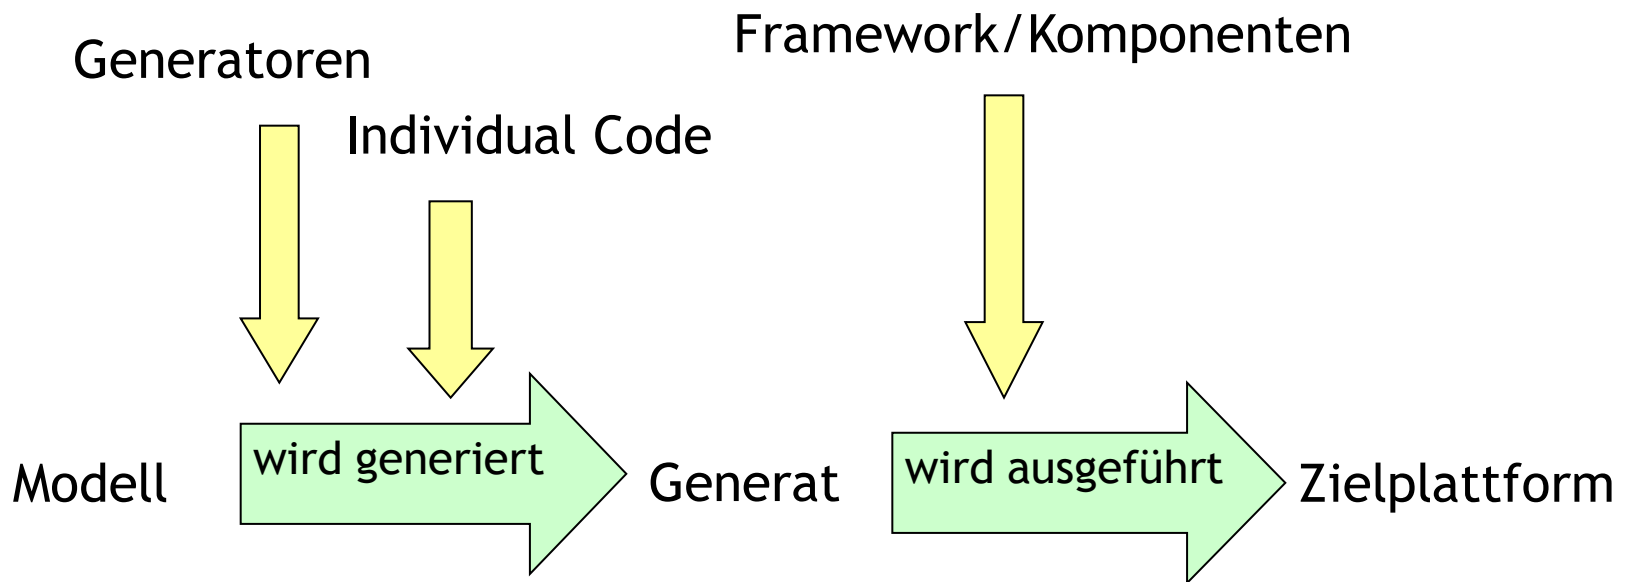 Generatoren
Framework/Komponenten
Individual Code
Modell
wird generiert
Generat
wird ausgeführt
Zielplattform